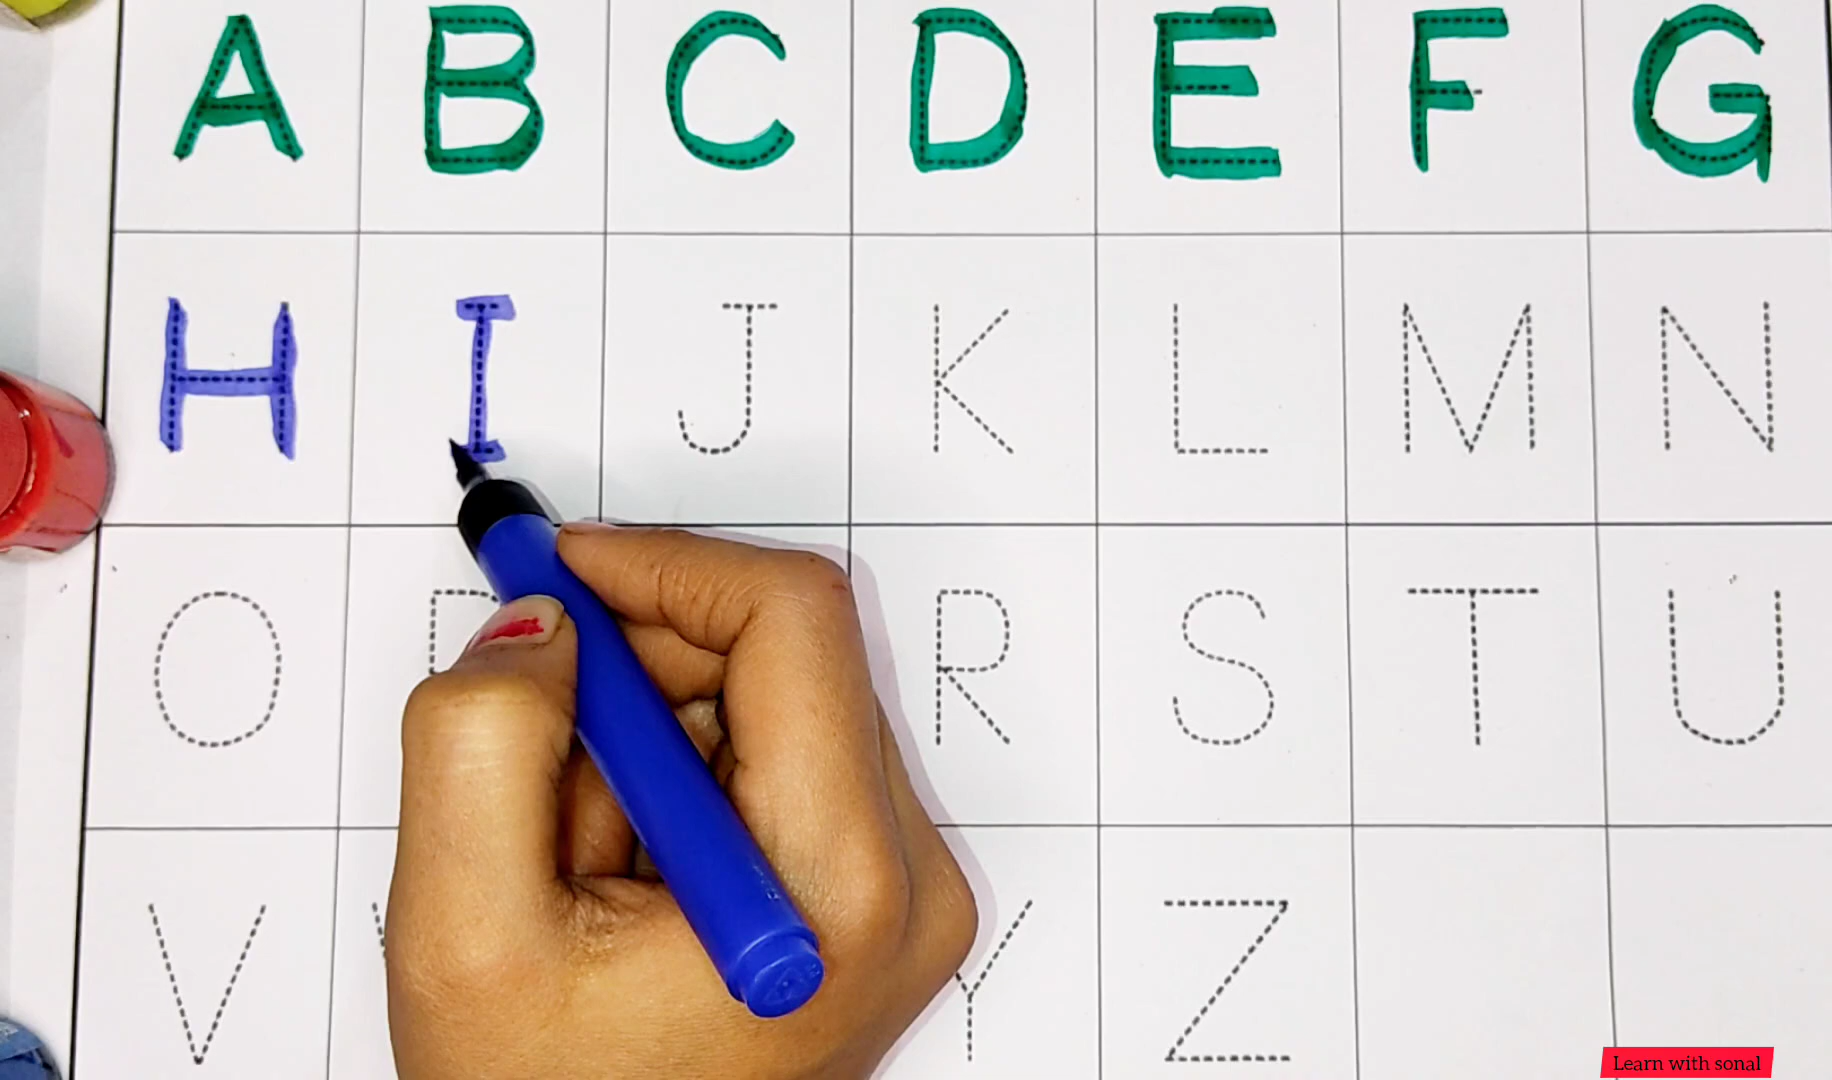 A B C D E F G
H I J K L M N
O R S T U
V Y Z
Learn with sonal